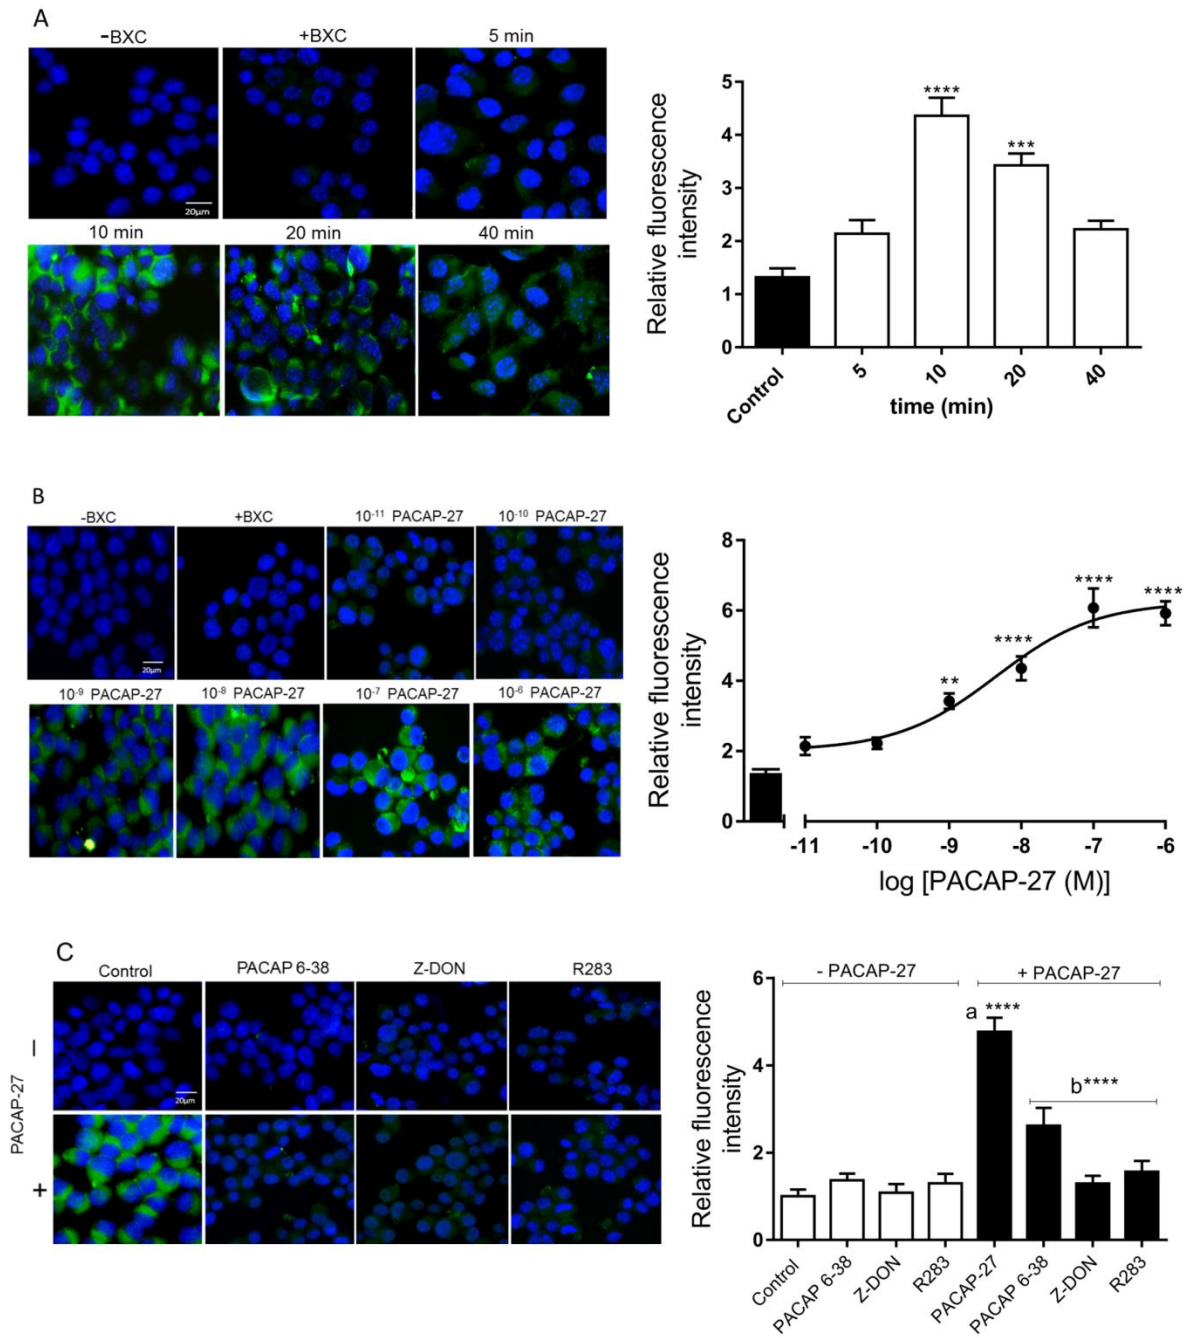 A
-BXC +BXC 5 min
20µm
10 min 20 min 40 min
Relative fluorescence
intensity
5
4
3
2
1
0
**** ***
Control 5 10 20 40
time (min)
B
-BXC +BXC 10-11 PACAP-27 10-10 PACAP-27
20µm
10-9 PACAP-27 10-8 PACAP-27 10-7 PACAP-27 10-6 PACAP-27
Relative fluorescence
intensity
8
6
4
2
0
** **** **** ****
-11 -10 -9 -8 -7 -6
log [PACAP-27 (M)]
C
Control PACAP 6-38 Z-DON R283
PACAP-27
–
+
20µm
Relative fluorescence
intensity
6
4
2
0
- PACAP-27 + PACAP-27
a ****
b****
Control PACAP 6-38 Z-DON R283 PACAP-27 PACAP 6-38 Z-DON R283